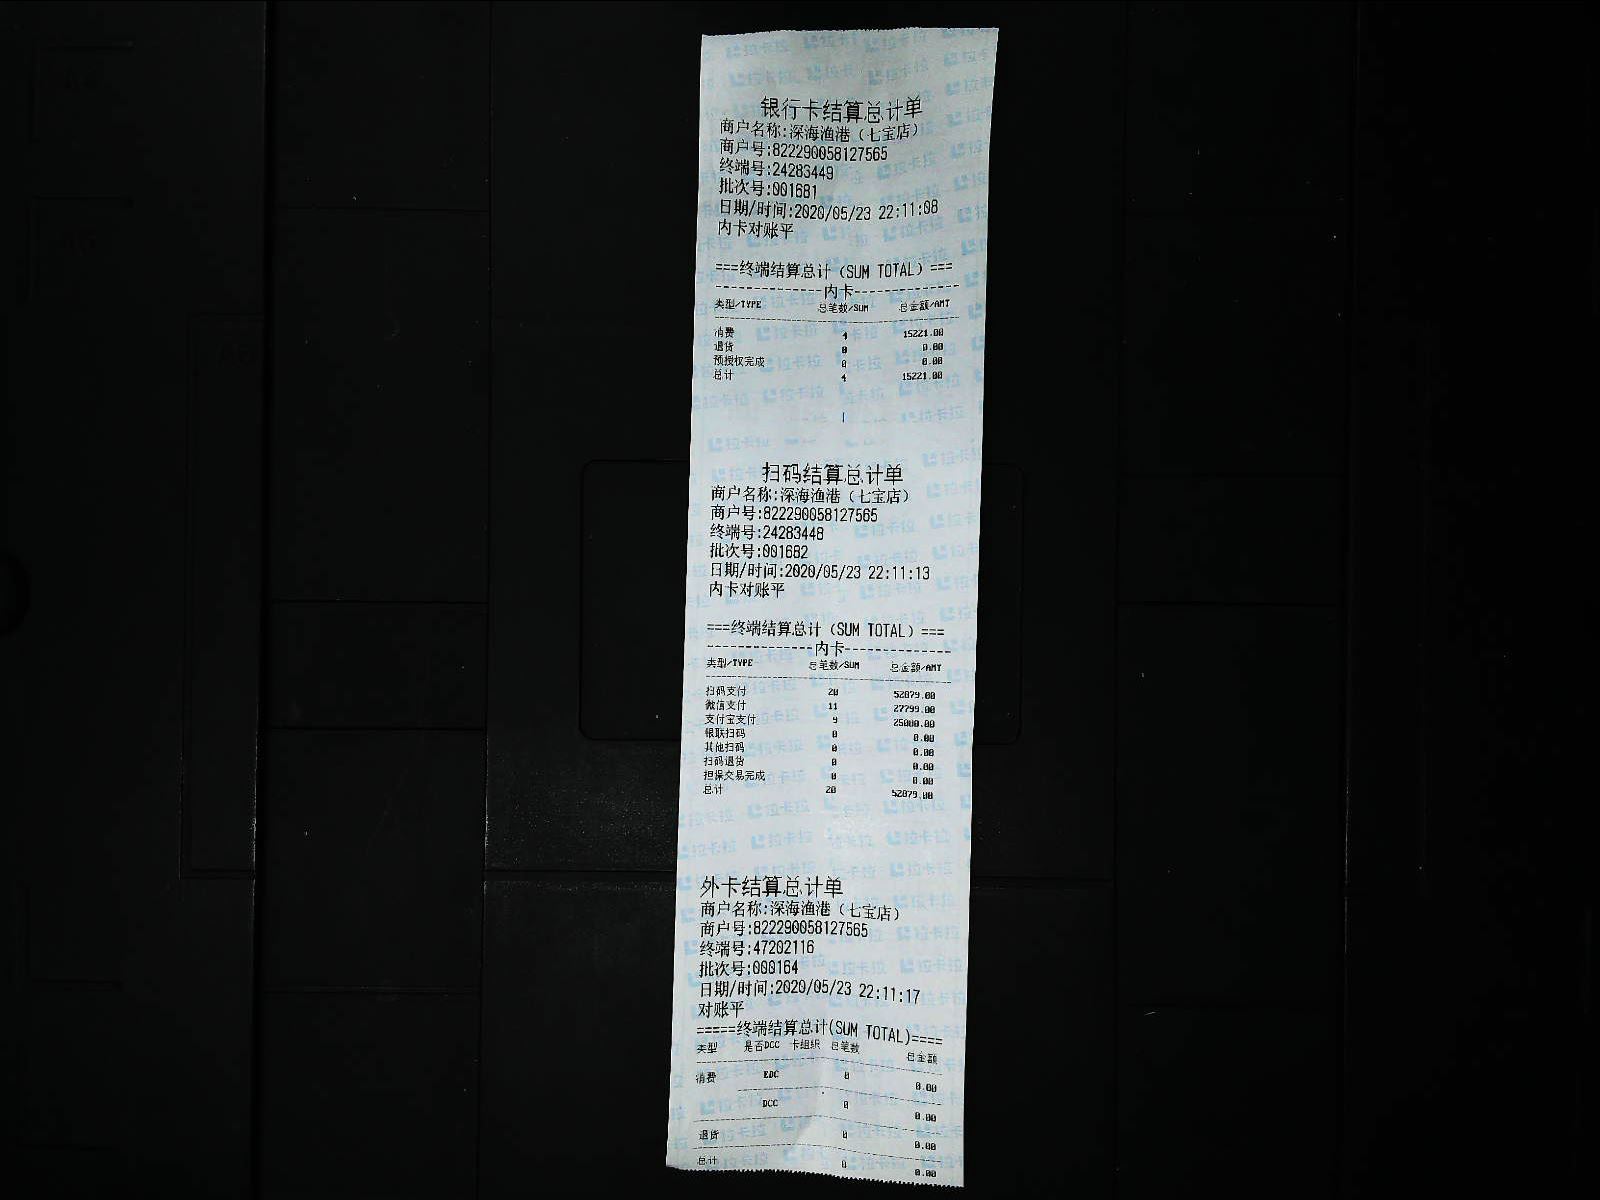 银行卡结算总计单
商户名称:深海渔港（七宝店）
商户号:822290058127565
终端号:24283449
批次号:001681
日期/时间:2020/05/23 22:11:08
内卡对账平
===终端结算总计（SUM TOTAL）===
--------------内卡--------------
类型/TYPE 总笔数/SUM 总金额/AMT
消费 4 15221.00
退货 0 0.00
预授权完成 0 0.00
总计 4 15221.00
扫码结算总计单
商户名称:深海渔港（七宝店）
商户号:822290058127565
终端号:24283448
批次号:001682
日期/时间:2020/05/23 22:11:13
内卡对账平
===终端结算总计（SUM TOTAL）===
--------------内卡--------------
类型/TYPE 总笔数/SUM 总金额/AMT
扫码支付 20 52879.00
微信支付 11 27799.00
支付宝支付 9 25080.00
银联扫码 0 0.00
其他扫码 0 0.00
扫码退货 0 0.00
担保交易完成 0 0.00
总计 20 52879.00
外卡结算总计单
商户名称:深海渔港（七宝店）
商户号:822290058127565
终端号:47202116
批次号:000164
日期/时间:2020/05/23 22:11:17
对账平
=====终端结算总计(SUM TOTAL)====
类型 是否DCC 卡组织 总笔数 总金额
消费 EDC 0 0.00
DCC 0 0.00
退货 0 0.00
总计 0 0.00